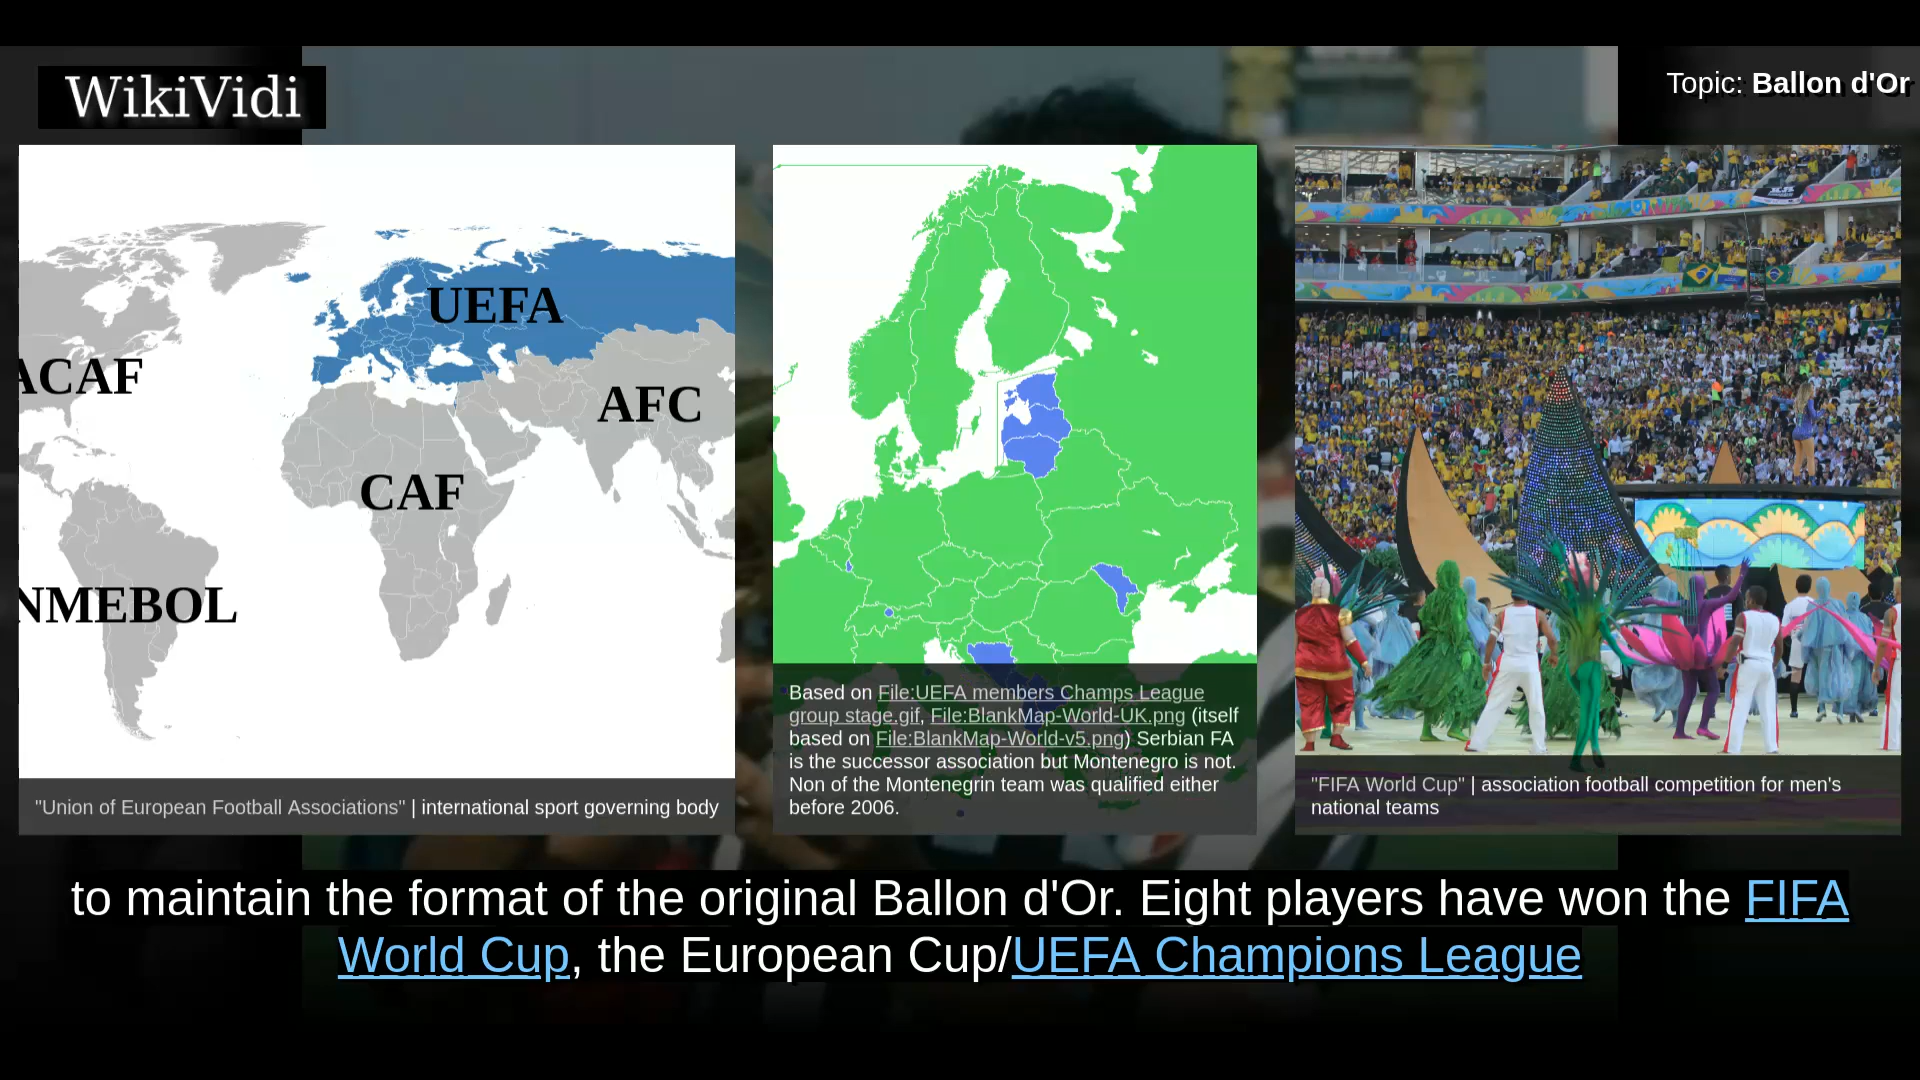 WikiVidi
Topic: Ballon d'Or
UEFA
ACAF
AFC
CAF
NMEBOL
"Union of European Football Associations" | international sport governing body
Based on File:UEFA members Champs League
group stage.gif, File:BlankMap-World-UK.png (itself
based on File:BlankMap-World-v5.png) Serbian FA
is the successor association but Montenegro is not.
Non of the Montenegrin team was qualified either
before 2006.
"FIFA World Cup" | association football competition for men's
national teams
to maintain the format of the original Ballon d'Or. Eight players have won the FIFA
World Cup, the European Cup/UEFA Champions League